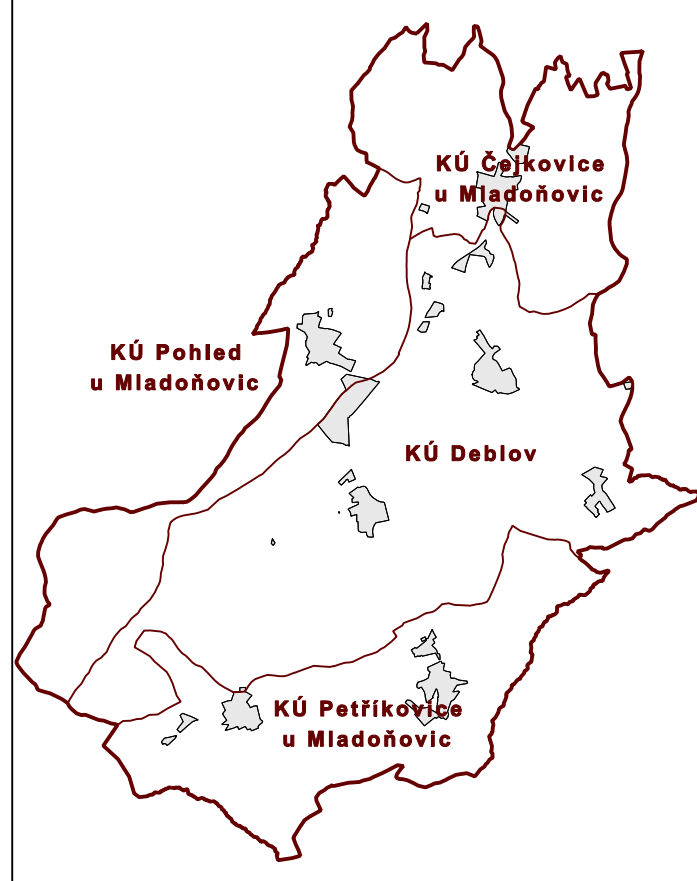 KÚ Čejkovice
u Mladoňovic
KÚ Pohled
u Mladoňovic
KÚ Deblov
KÚ Petříkovice
u Mladoňovic